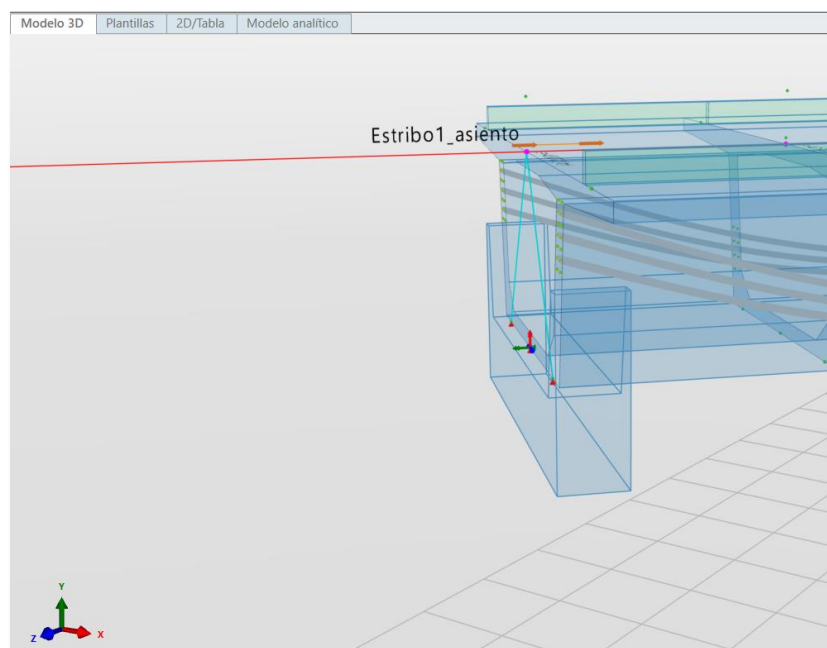 Modelo 3D Plantillas 2D/Tabla Modelo analítico
Estribo1_asiento
Y
Z X